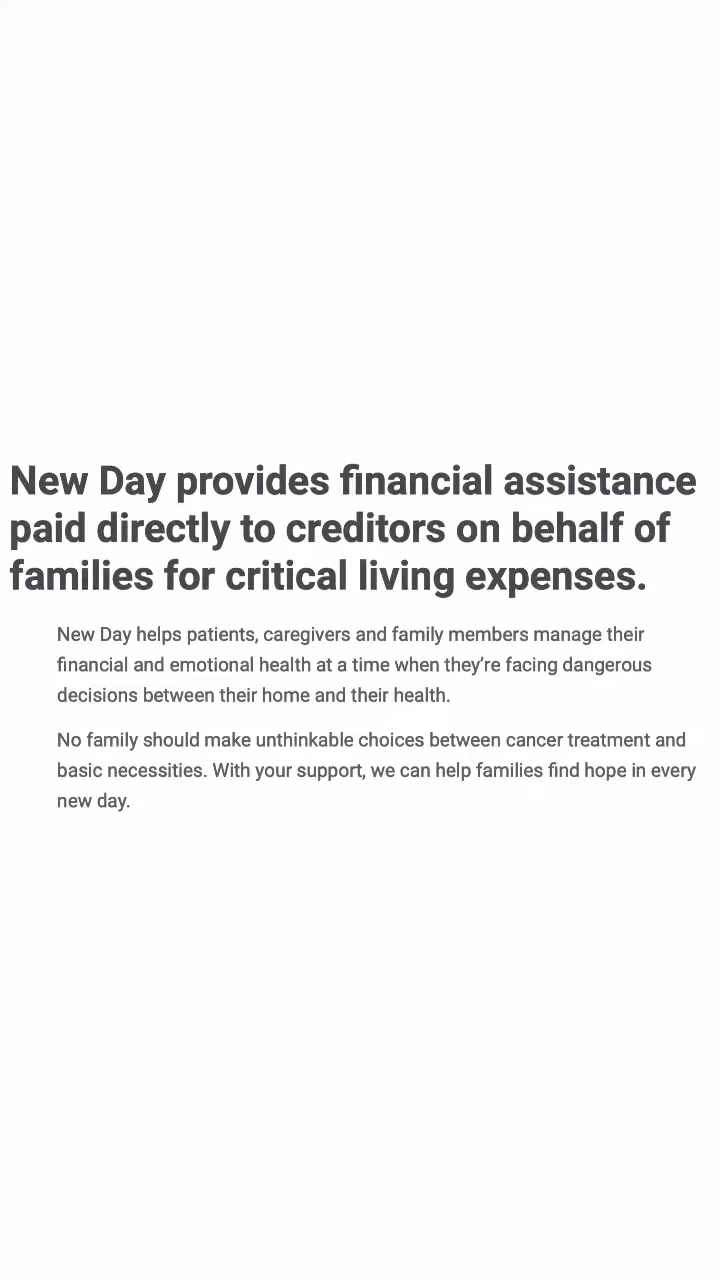 New Day provides financial assistance
paid directly to creditors on behalf of
families for critical living expenses.
New Day helps patients, caregivers and family members manage their
financial and emotional health at a time when they’re facing dangerous
decisions between their home and their health.
No family should make unthinkable choices between cancer treatment and
basic necessities. With your support, we can help families find hope in every
new day.